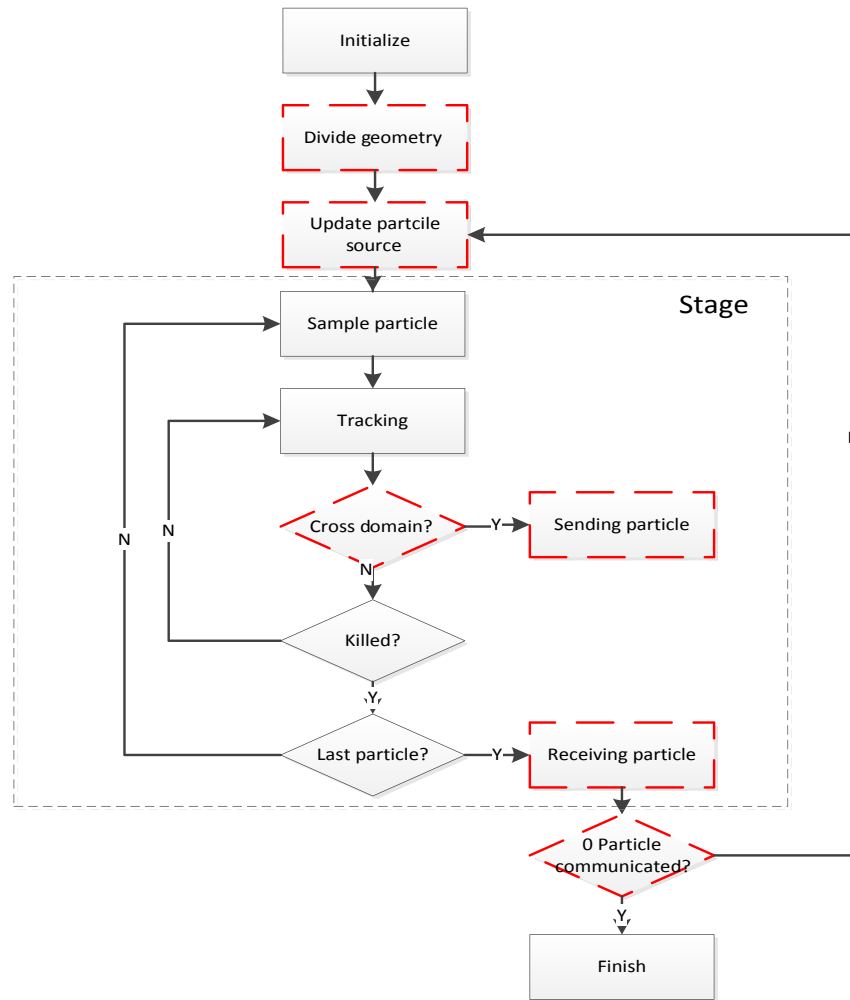 Initialize
Divide geometry
Update partcile
source
Stage
Sample particle
Tracking
Cross domain?
Y
Sending particle
N
N
N
Killed?
Y
Last particle?
Y
Receiving particle
0 Particle
communicated?
Y
Finish